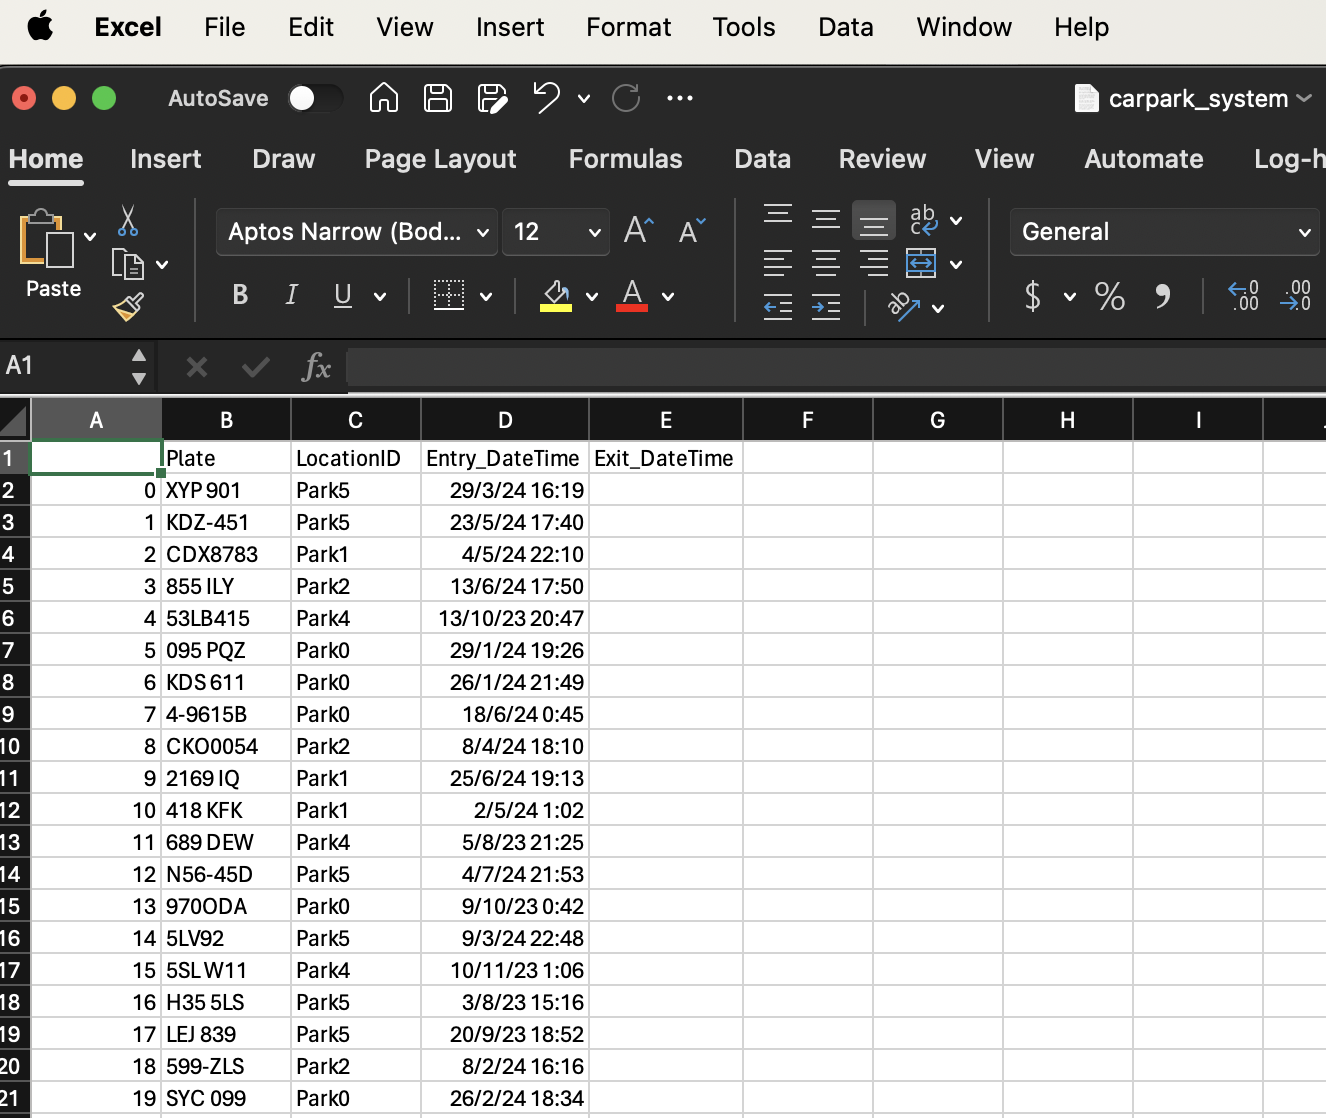 Excel File Edit View Insert Format Tools Data Window Help
AutoSave carpark_system
Home Insert Draw Page Layout Formulas Data Review View Automate Log-h
Paste
Aptos Narrow (Bod... 12 A A ab c General
B I U A $ % .00 .00
A1 fx
A B C D E F G H I
1 Plate LocationID Entry_DateTime Exit_DateTime
2 0 XYP 901 Park5 29/3/24 16:19
3 1 KDZ-451 Park5 23/5/24 17:40
4 2 CDX8783 Park1 4/5/24 22:10
5 3 855 ILY Park2 13/6/24 17:50
6 4 53LB415 Park4 13/10/23 20:47
7 5 095 PQZ Park0 29/1/24 19:26
8 6 KDS 611 Park0 26/1/24 21:49
9 7 4-9615B Park0 18/6/24 0:45
10 8 CKO0054 Park2 8/4/24 18:10
11 9 2169 IQ Park1 25/6/24 19:13
12 10 418 KFK Park1 2/5/24 1:02
13 11 689 DEW Park4 5/8/23 21:25
14 12 N56-45D Park5 4/7/24 21:53
15 13 970ODA Park0 9/10/23 0:42
16 14 5LV92 Park5 9/3/24 22:48
17 15 5SL W11 Park4 10/11/23 1:06
18 16 H35 5LS Park5 3/8/23 15:16
19 17 LEJ 839 Park5 20/9/23 18:52
20 18 599-ZLS Park2 8/2/24 16:16
21 19 SYC 099 Park0 26/2/24 18:34